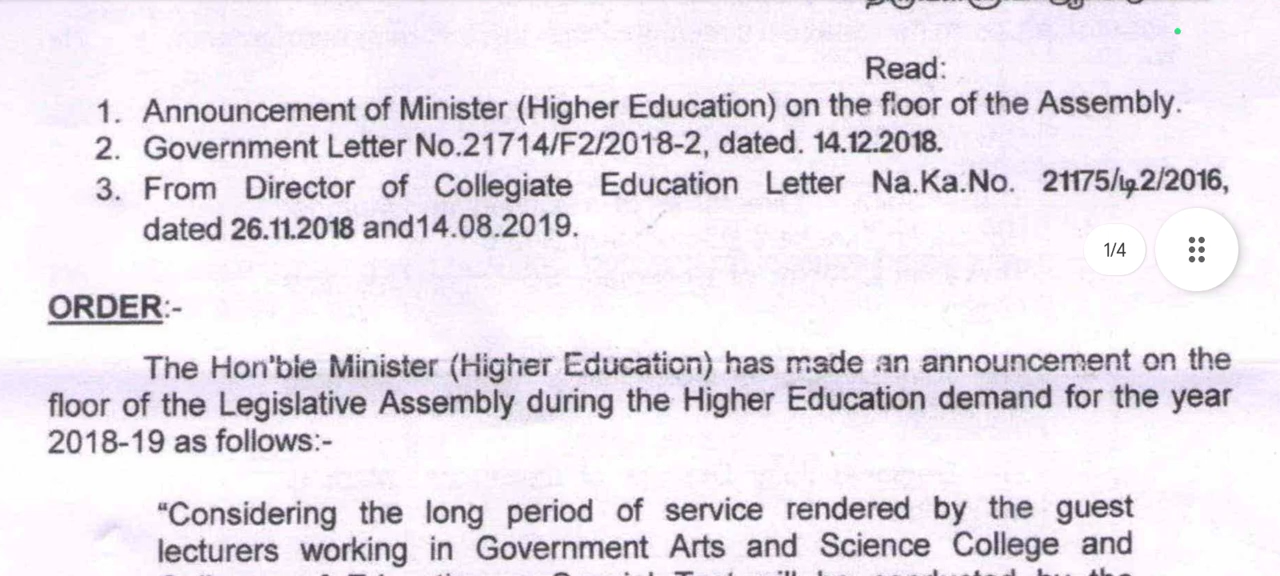 Read:
1. Announcement of Minister (Higher Education) on the floor of the Assembly.
2. Government Letter No.21714/F2/2018-2, dated. 14.12.2018.
3. From Director of Collegiate Education Letter Na.Ka.No. 21175/டி2/2016,
dated 26.11.2018 and14.08.2019.
1/4
ORDER:-
The Hon'ble Minister (Higher Education) has made an announcement on the
floor of the Legislative Assembly during the Higher Education demand for the year
2018-19 as follows:-
“Considering the long period of service rendered by the guest
lecturers working in Government Arts and Science College and